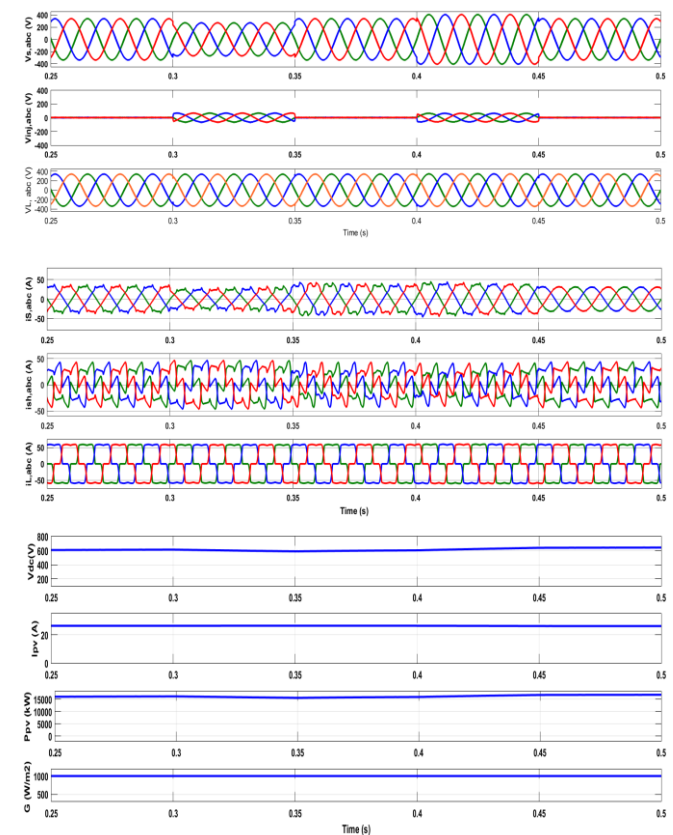 Vs,abc (V)
400
200
0
-200
-400
0.25 0.3 0.35 0.4 0.45 0.5
Vinj,abc (V)
400
200
0
-200
-400
0.25 0.3 0.35 0.4 0.45 0.5
VL, abc (V)
400
200
0
-200
-400
0.25 0.3 0.35 0.4 0.45 0.5
Time (s)
iS,abc (A)
50
0
-50
0.25 0.3 0.35 0.4 0.45 0.5
ish,abc (A)
50
0
-50
0.25 0.3 0.35 0.4 0.45 0.5
iL,abc (A)
50
0
-50
0.25 0.3 0.35 0.4 0.45 0.5
Time (s)
Vdc(V)
800
600
400
200
0.25 0.3 0.35 0.4 0.45 0.5
Ipv (A)
20
0
0.25 0.3 0.35 0.4 0.45 0.5
Ppv (kW)
15000
10000
5000
0
0.25 0.3 0.35 0.4 0.45 0.5
G (W/m2)
1000
500
0.25 0.3 0.35 0.4 0.45 0.5
Time (s)